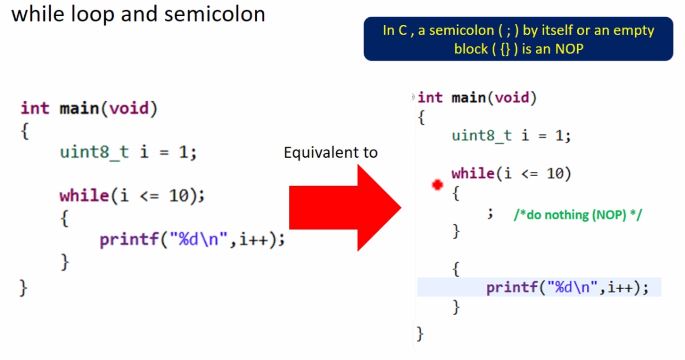 while loop and semicolon
In C , a semicolon ( ; ) by itself or an empty
block ( {} ) is an NOP
int main(void)
{
uint8_t i = 1;
while(i <= 10);
{
printf("%d\n",i++);
}
}
Equivalent to
int main(void)
{
uint8_t i = 1;
while(i <= 10)
{
; /*do nothing (NOP) */
}
{
printf("%d\n",i++);
}
}